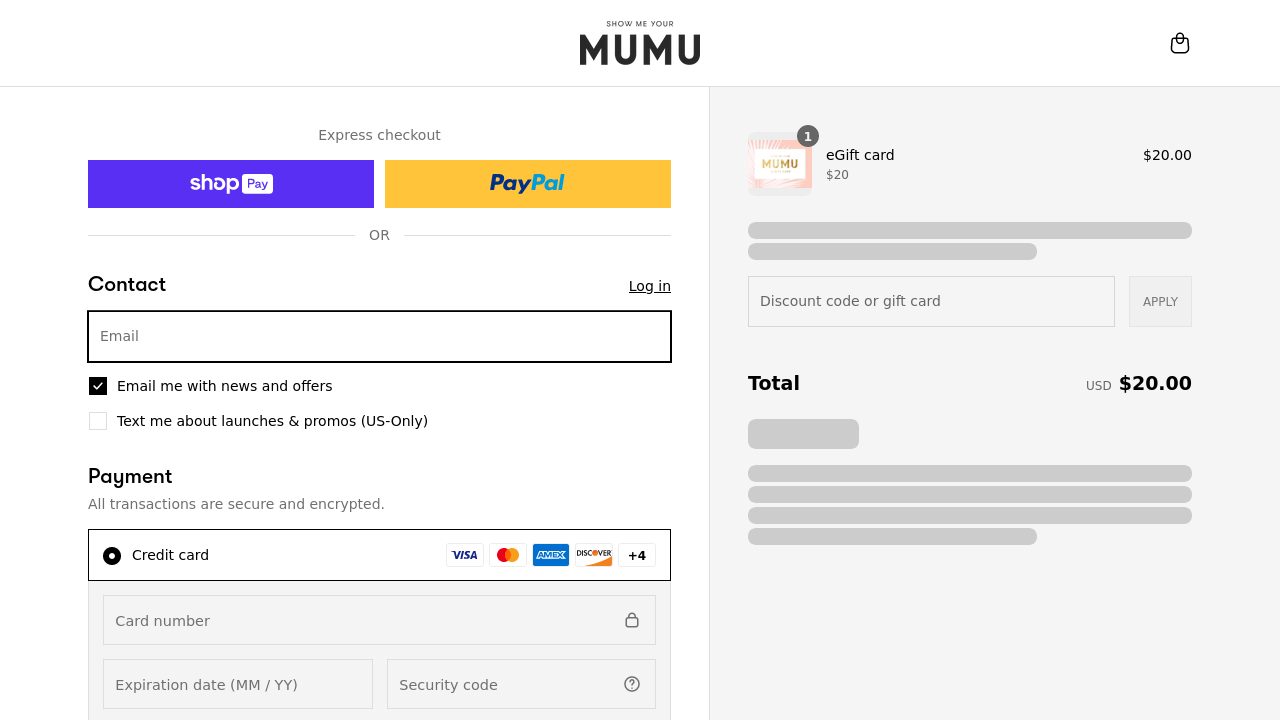 SHOW ME YOUR
MUMU
Express checkout
shop Pay
PayPal
OR
Contact
Log in
Email
Email me with news and offers
Text me about launches & promos (US-Only)
Payment
All transactions are secure and encrypted.
Credit card
VISA
AMEX
DISCOVER
+4
Card number
Expiration date (MM / YY)
Security code
1
MUMU
eGift card
$20
$20.00
Discount code or gift card
APPLY
Total
USD $20.00